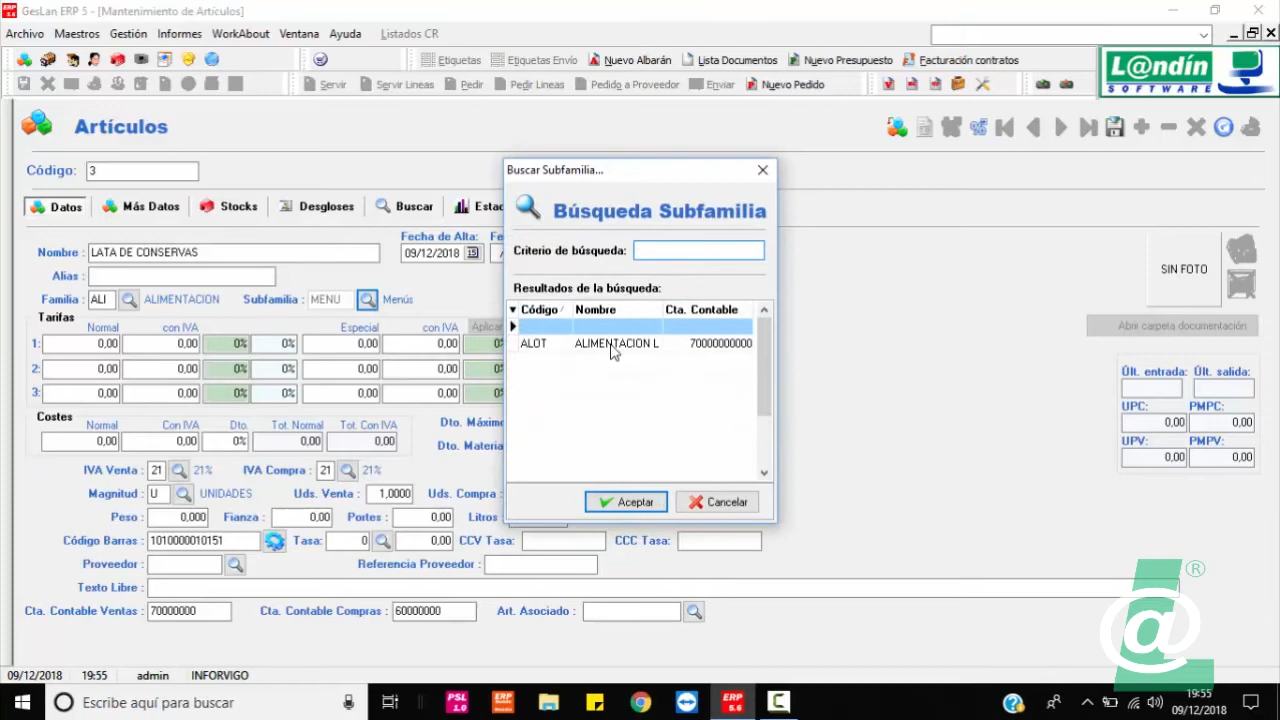 GesLan ERP 5 - [Mantenimiento de Artículos]
Archivo Maestros Gestión Informes WorkAbout Ventana Ayuda Listados CR
Etiquetas Etiquetas Envío Nuevo Albarán Lista Documentos Nuevo Presupuesto Facturación contratos
Servir Servir Lineas Pedir Pedir Lineas Pedido a Proveedor Enviar Nuevo Pedido
L@ndín
SOFTWARE
Artículos
Código: 3
Datos Más Datos Stocks Desgloses Buscar
Nombre : LATA DE CONSERVAS
Fecha de Alta:
09/12/2018 15
Alias :
Familia : ALI ALIMENTACION Subfamilia : MENU Menús
Tarifas
Normal con IVA Especial con IVA Aplicar
1: 0,00 0,00 0% 0% 0,00 0,00
2: 0,00 0,00 0% 0% 0,00 0,00
3: 0,00 0,00 0% 0% 0,00 0,00
Costes
Normal Con IVA Dto. Tot. Normal Tot. Con IVA
0,00 0,00 0% 0,00 0,00
Dto. Máximo
Dto. Materia
IVA Venta : 21 21% IVA Compra : 21 21%
Magnitud : U UNIDADES Uds. Venta : 1,0000 Uds. Compra
Peso : 0,000 Fianza : 0,00 Portes : 0,00 Litros
Código Barras : 1010000010151 Tasa: 0 0,00 CCV Tasa: CCC Tasa:
Proveedor : Referencia Proveedor :
Texto Libre :
Cta. Contable Ventas : 70000000 Cta. Contable Compras : 60000000 Art. Asociado :
Buscar Subfamilia...
Búsqueda Subfamilia
Criterio de búsqueda:
Resultados de la búsqueda:
Código Nombre Cta. Contable
ALOT ALIMENTACION L 70000000000
Aceptar Cancelar
SIN FOTO
Abrir carpeta documentación
Últ. entrada: Últ. salida:
UPC: PMPC:
0,00 0,00
UPV: PMPV:
0,00 0,00
@ ®
09/12/2018 19:55 admin INFORVIGO
Escribe aquí para buscar
PSL 1.0
ERP
ERP 5.6
19:55
09/12/2018